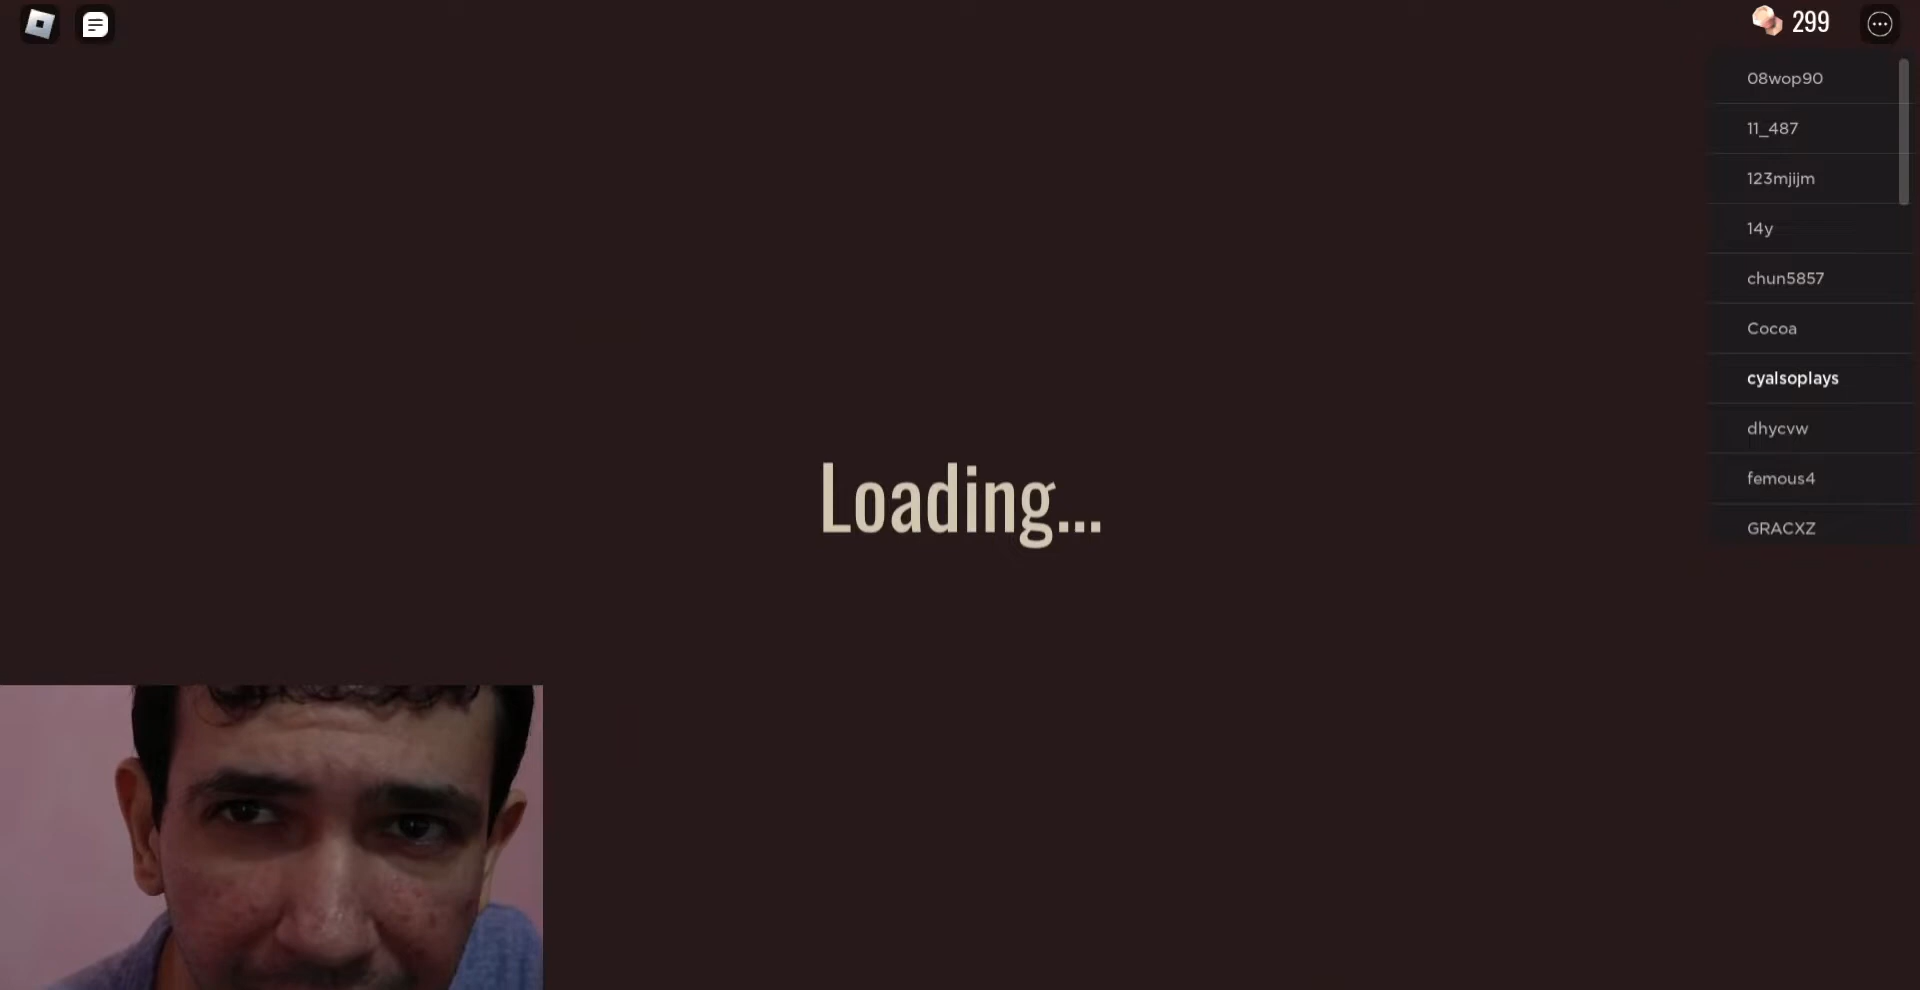 299
08wop90
11_487
123mjijm
14y
chun5857
Cocoa
cyalsoplays
dhycvw
femous4
GRACXZ
Loading...